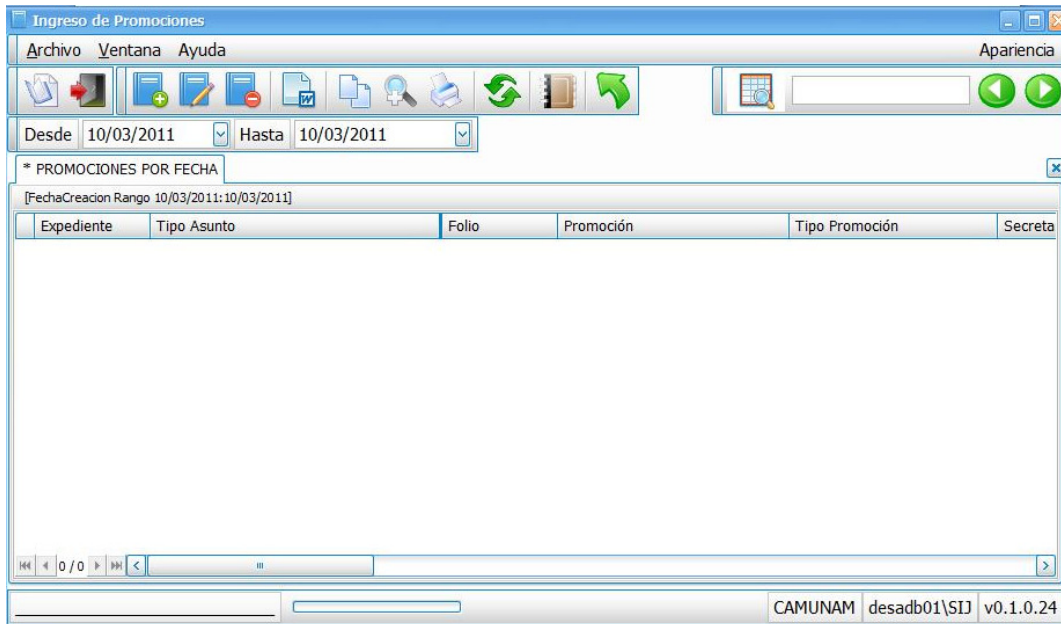 Ingreso de Promociones
Archivo Ventana Ayuda Apariencia
Desde 10/03/2011 Hasta 10/03/2011
* PROMOCIONES POR FECHA
[FechaCreacion Rango 10/03/2011:10/03/2011]
Expediente Tipo Asunto Folio Promoción Tipo Promoción Secreta
0 / 0
CAMUNAM desadb01\SIJ v0.1.0.24